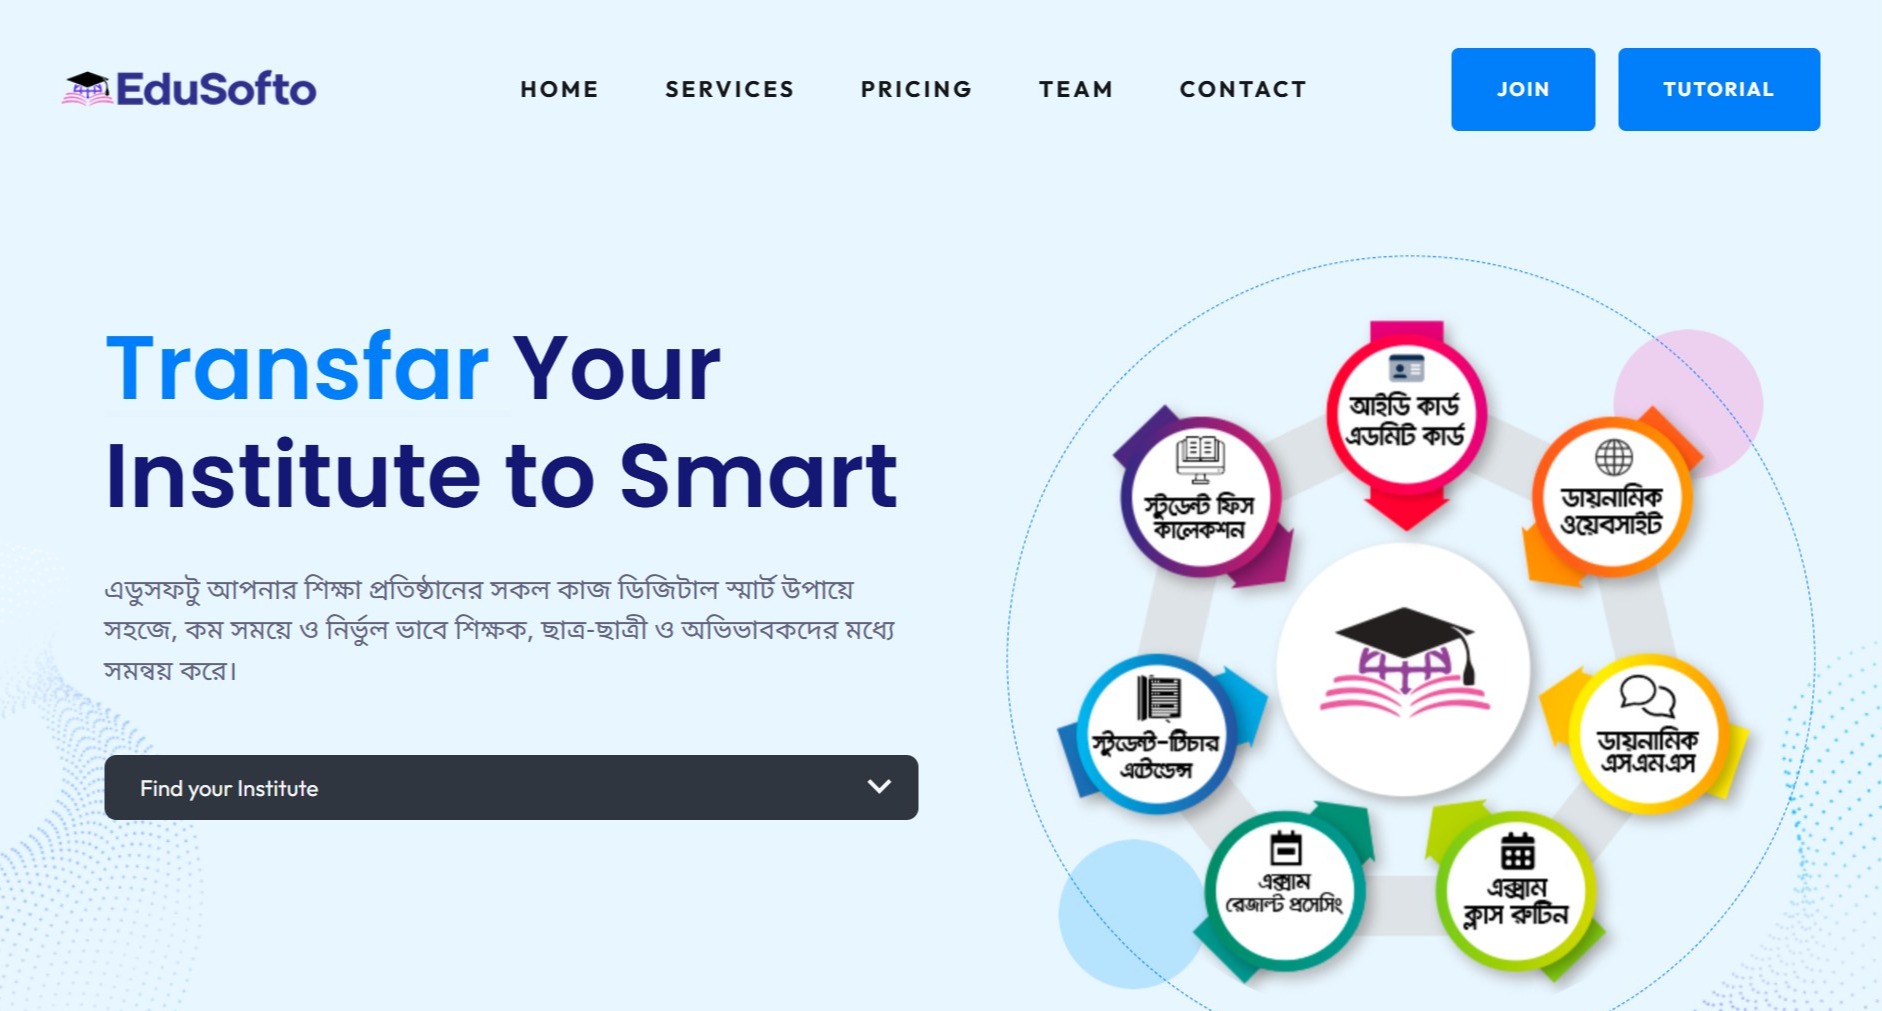 EduSofto
HOME
SERVICES
PRICING
TEAM
CONTACT
JOIN
TUTORIAL
Transfar Your
Institute to Smart
এডুসফটু আপনার শিক্ষা প্রতিষ্ঠানের সকল কাজ ডিজিটাল স্মার্ট উপায়ে
সহজে, কম সময়ে ও নির্ভুল ভাবে শিক্ষক, ছাত্র-ছাত্রী ও অভিভাবকদের মধ্যে
সমন্বয় করে।
Find your Institute
আইডি কার্ড
এডমিট কার্ড
স্টুডেন্ট ফিস
কালেকশন
ডায়নামিক
ওয়েবসাইট
স্টুডেন্ট-টিচার
এটেন্ডেন্স
ডায়নামিক
এসএমএস
এক্সাম
রেজাল্ট প্রসেসিং
এক্সাম
ক্লাস রুটিন